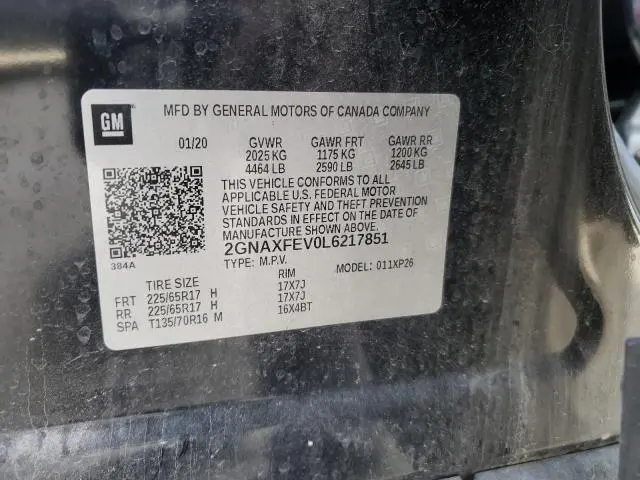 GM
MFD BY GENERAL MOTORS OF CANADA COMPANY
01/20 GVWR GAWR FRT GAWR RR
2025 KG 1175 KG 1200 KG
4464 LB 2590 LB 2645 LB
THIS VEHICLE CONFORMS TO ALL
APPLICABLE U.S. FEDERAL MOTOR
VEHICLE SAFETY AND THEFT PREVENTION
STANDARDS IN EFFECT ON THE DATE OF
MANUFACTURE SHOWN ABOVE.
2GNAXFEV0L6217851
384A TYPE: M.P.V. MODEL: 011XP26
TIRE SIZE RIM
FRT 225/65R17 H 17X7J
RR 225/65R17 H 17X7J
SPA T135/70R16 M 16X4BT